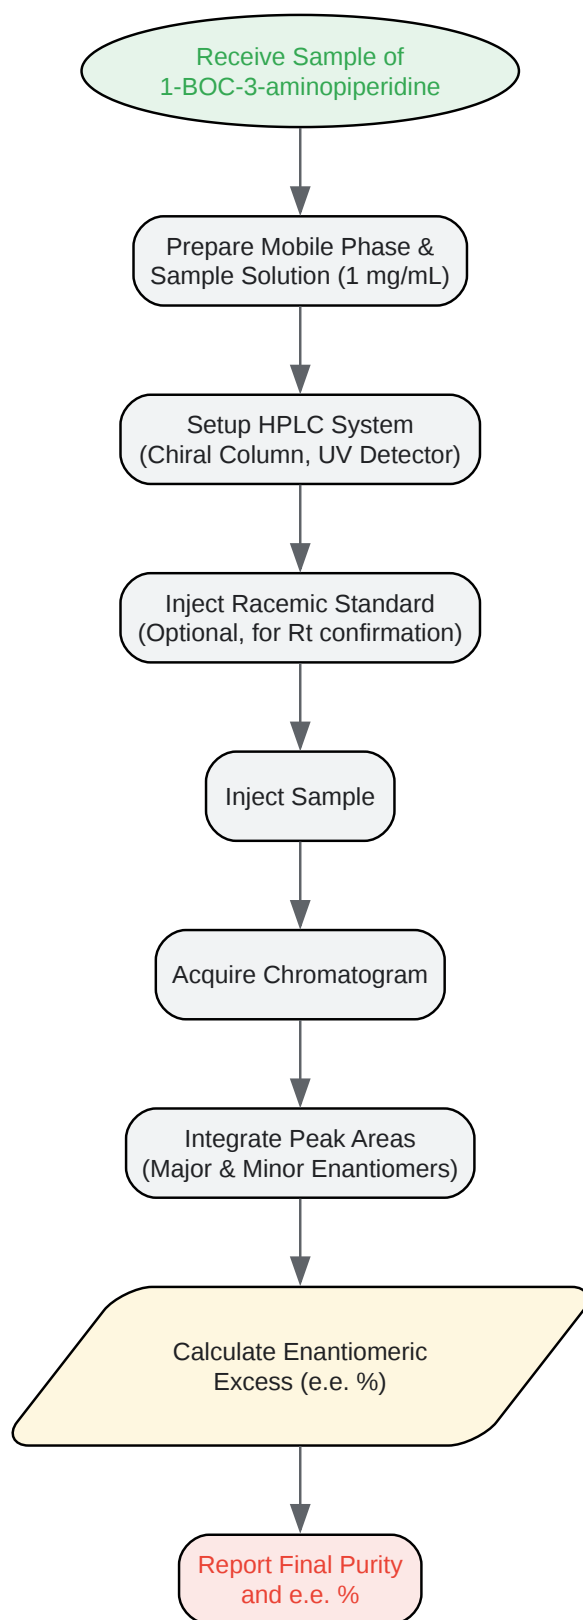 Receive Sample of
1-BOC-3-aminopiperidine
Prepare Mobile Phase &
Sample Solution (1 mg/mL)
Setup HPLC System
(Chiral Column, UV Detector)
Inject Racemic Standard
(Optional, for Rt confirmation)
Inject Sample
Acquire Chromatogram
Integrate Peak Areas
(Major & Minor Enantiomers)
Calculate Enantiomeric
Excess (e.e. %)
Report Final Purity
and e.e. %